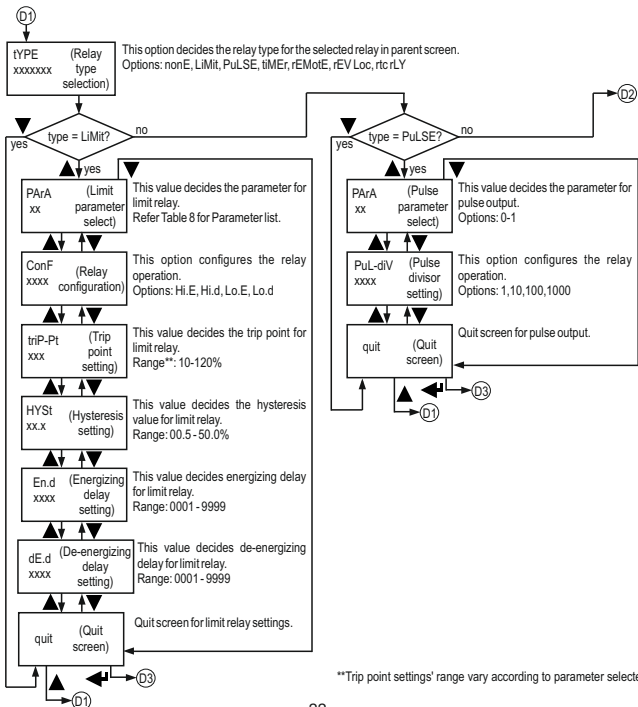 D1
tYPE (Relay
xxxxxxx type
selection)
This option decides the relay type for the selected relay in parent screen.
Options: nonE, LiMit, PuLSE, tiMEr, rEMotE, rEV Loc, rtc rLY
type = LiMit?
yes
no
yes
PArA (Limit
xx parameter
select)
This value decides the parameter for
limit relay.
Refer Table 8 for Parameter list.
ConF (Relay
xxxx configuration)
This option configures the relay
operation.
Options: Hi.E, Hi.d, Lo.E, Lo.d
triP-Pt (Trip
xxx point
setting)
This value decides the trip point for
limit relay.
Range**: 10-120%
HYSt (Hysteresis
xx.x setting)
This value decides the hysteresis
value for limit relay.
Range: 00.5 - 50.0%
En.d (Energizing
xxxx delay
setting)
This value decides energizing delay
for limit relay.
Range: 0001 - 9999
dE.d (De-energizing
xxxx delay
setting)
This value decides de-energizing
delay for limit relay.
Range: 0001 - 9999
quit (Quit
screen)
Quit screen for limit relay settings.
D3
D1
D2
type = PuLSE?
yes
no
yes
PArA (Pulse
xx parameter
select)
This value decides the parameter for
pulse output.
Options: 0-1
PuL-diV (Pulse
xxxx divisor
setting)
This option configures the relay
operation.
Options: 1,10,100,1000
quit (Quit
screen)
Quit screen for pulse output.
D3
D1
**Trip point settings' range vary according to parameter selecte